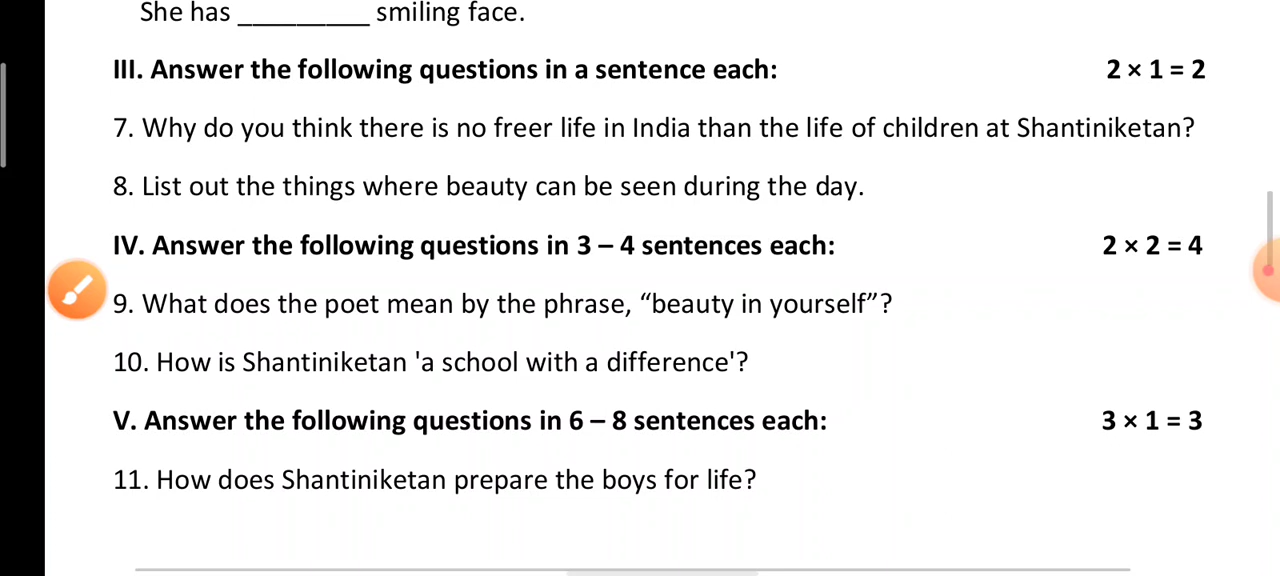 She has __________ smiling face.
III. Answer the following questions in a sentence each: 2 × 1 = 2
7. Why do you think there is no freer life in India than the life of children at Shantiniketan?
8. List out the things where beauty can be seen during the day.
IV. Answer the following questions in 3 – 4 sentences each: 2 × 2 = 4
9. What does the poet mean by the phrase, “beauty in yourself”?
10. How is Shantiniketan 'a school with a difference'?
V. Answer the following questions in 6 – 8 sentences each: 3 × 1 = 3
11. How does Shantiniketan prepare the boys for life?